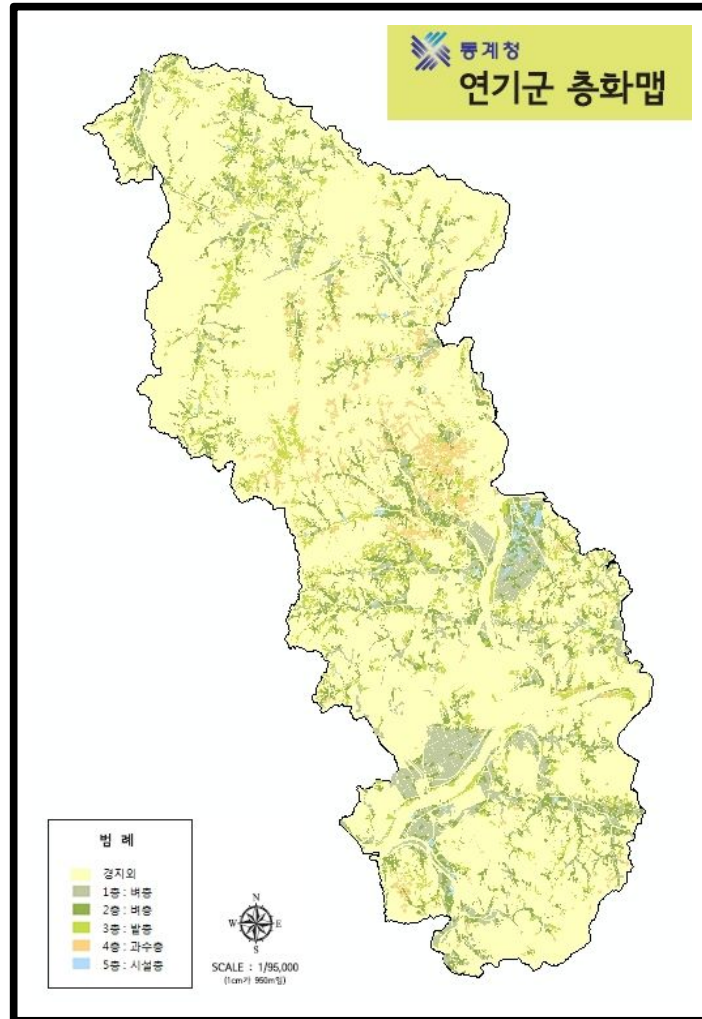 통계청
연기군 층화맵
범 례
경지외
1층 : 벼층
2층 : 벼층
3층 : 밭층
4층 : 과수층
5층 : 시설층
N
W E
S
SCALE : 1/95,000
(1cm가 950m임)